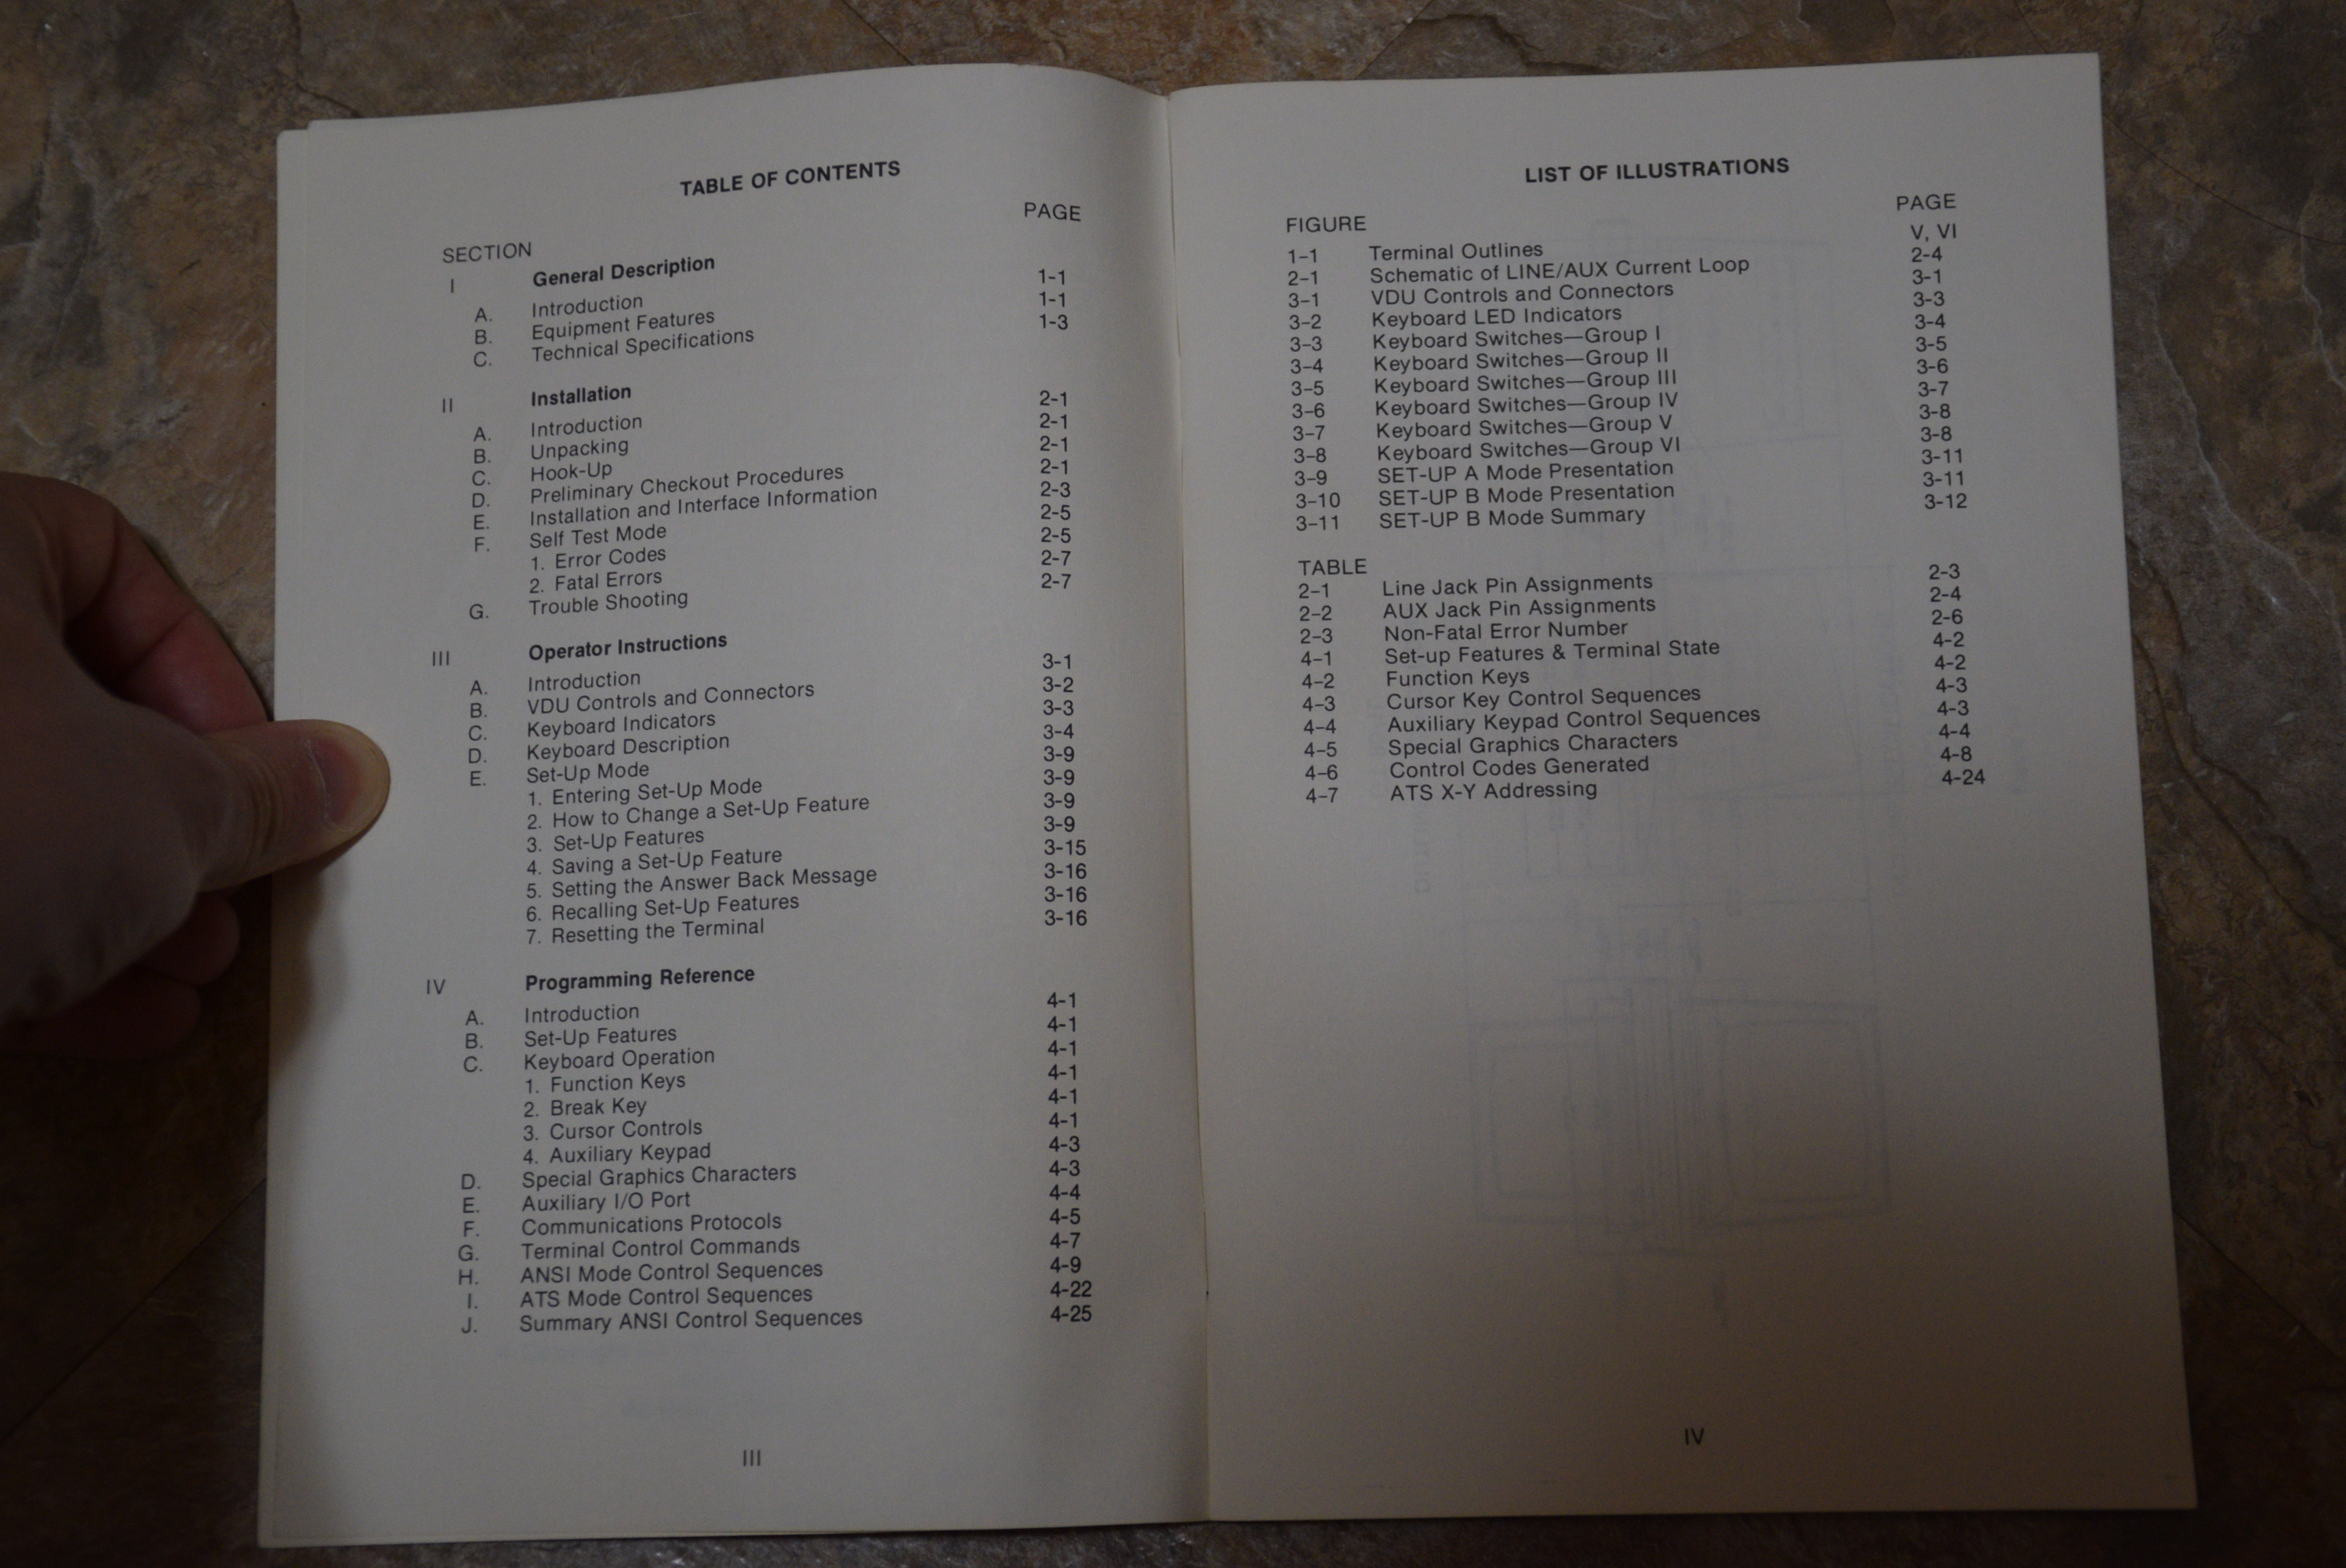 TABLE OF CONTENTS
PAGE
SECTION
I General Description
A. Introduction 1-1
B. Equipment Features 1-1
C. Technical Specifications 1-3
II Installation
A. Introduction 2-1
B. Unpacking 2-1
C. Hook-Up 2-1
D. Preliminary Checkout Procedures 2-1
E. Installation and Interface Information 2-3
F. Self Test Mode 2-5
1. Error Codes 2-5
2. Fatal Errors 2-7
G. Trouble Shooting 2-7
III Operator Instructions
A. Introduction 3-1
B. VDU Controls and Connectors 3-2
C. Keyboard Indicators 3-3
D. Keyboard Description 3-4
E. Set-Up Mode 3-9
1. Entering Set-Up Mode 3-9
2. How to Change a Set-Up Feature 3-9
3. Set-Up Features 3-9
4. Saving a Set-Up Feature 3-15
5. Setting the Answer Back Message 3-16
6. Recalling Set-Up Features 3-16
7. Resetting the Terminal 3-16
IV Programming Reference
A. Introduction 4-1
B. Set-Up Features 4-1
C. Keyboard Operation 4-1
1. Function Keys 4-1
2. Break Key 4-1
3. Cursor Controls 4-1
4. Auxiliary Keypad 4-3
D. Special Graphics Characters 4-3
E. Auxiliary I/O Port 4-4
F. Communications Protocols 4-5
G. Terminal Control Commands 4-7
H. ANSI Mode Control Sequences 4-9
I. ATS Mode Control Sequences 4-22
J. Summary ANSI Control Sequences 4-25
III
LIST OF ILLUSTRATIONS
FIGURE PAGE
1-1 Terminal Outlines V, VI
2-1 Schematic of LINE/AUX Current Loop 2-4
3-1 VDU Controls and Connectors 3-1
3-2 Keyboard LED Indicators 3-3
3-3 Keyboard Switches—Group I 3-4
3-4 Keyboard Switches—Group II 3-5
3-5 Keyboard Switches—Group III 3-6
3-6 Keyboard Switches—Group IV 3-7
3-7 Keyboard Switches—Group V 3-8
3-8 Keyboard Switches—Group VI 3-8
3-9 SET-UP A Mode Presentation 3-11
3-10 SET-UP B Mode Presentation 3-11
3-11 SET-UP B Mode Summary 3-12
TABLE
2-1 Line Jack Pin Assignments 2-3
2-2 AUX Jack Pin Assignments 2-4
2-3 Non-Fatal Error Number 2-6
4-1 Set-up Features & Terminal State 4-2
4-2 Function Keys 4-2
4-3 Cursor Key Control Sequences 4-3
4-4 Auxiliary Keypad Control Sequences 4-3
4-5 Special Graphics Characters 4-4
4-6 Control Codes Generated 4-8
4-7 ATS X-Y Addressing 4-24
IV